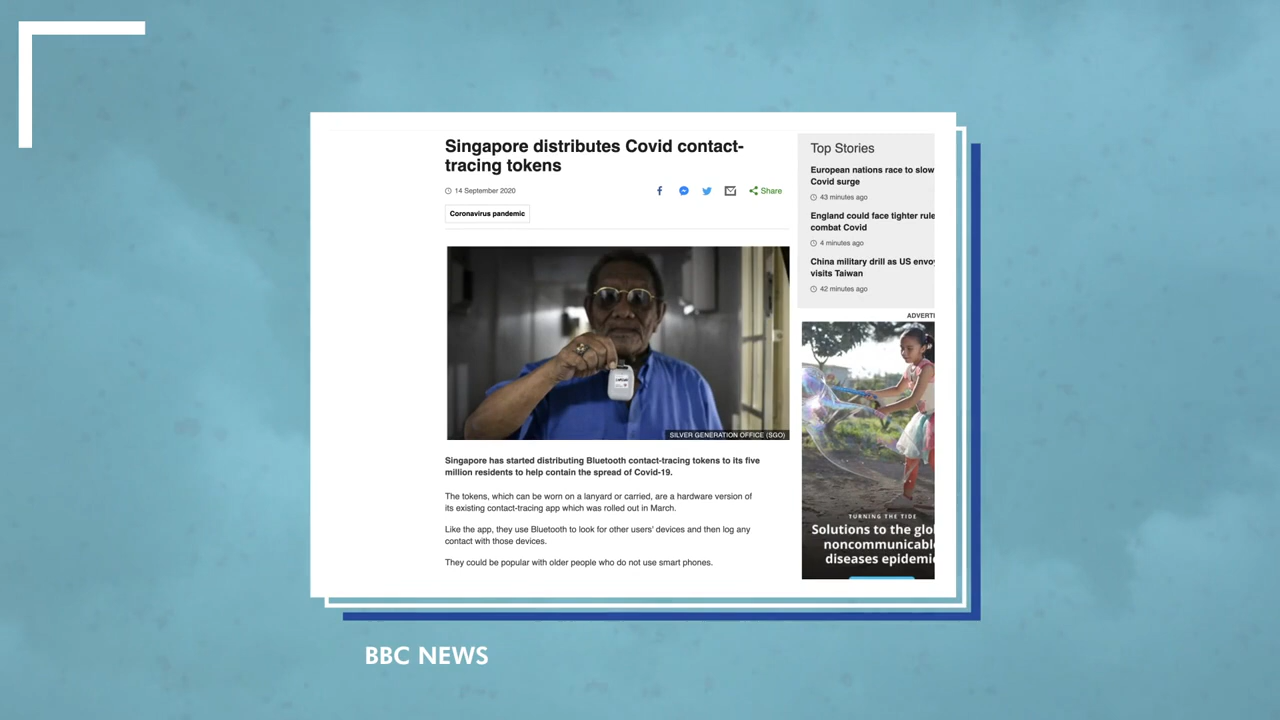 Singapore distributes Covid contact-
tracing tokens
14 September 2020
Share
Coronavirus pandemic
SILVER GENERATION OFFICE (SGO)
Singapore has started distributing Bluetooth contact-tracing tokens to its five
million residents to help contain the spread of Covid-19.
The tokens, which can be worn on a lanyard or carried, are a hardware version of
its existing contact-tracing app which was rolled out in March.
Like the app, they use Bluetooth to look for other users' devices and then log any
contact with those devices.
They could be popular with older people who do not use smart phones.
Top Stories
European nations race to slow
Covid surge
43 minutes ago
England could face tighter rule
combat Covid
4 minutes ago
China military drill as US envo
visits Taiwan
42 minutes ago
ADVERTI
TURNING THE TIDE
Solutions to the glo
noncommunicabl
diseases epidemi
BBC NEWS